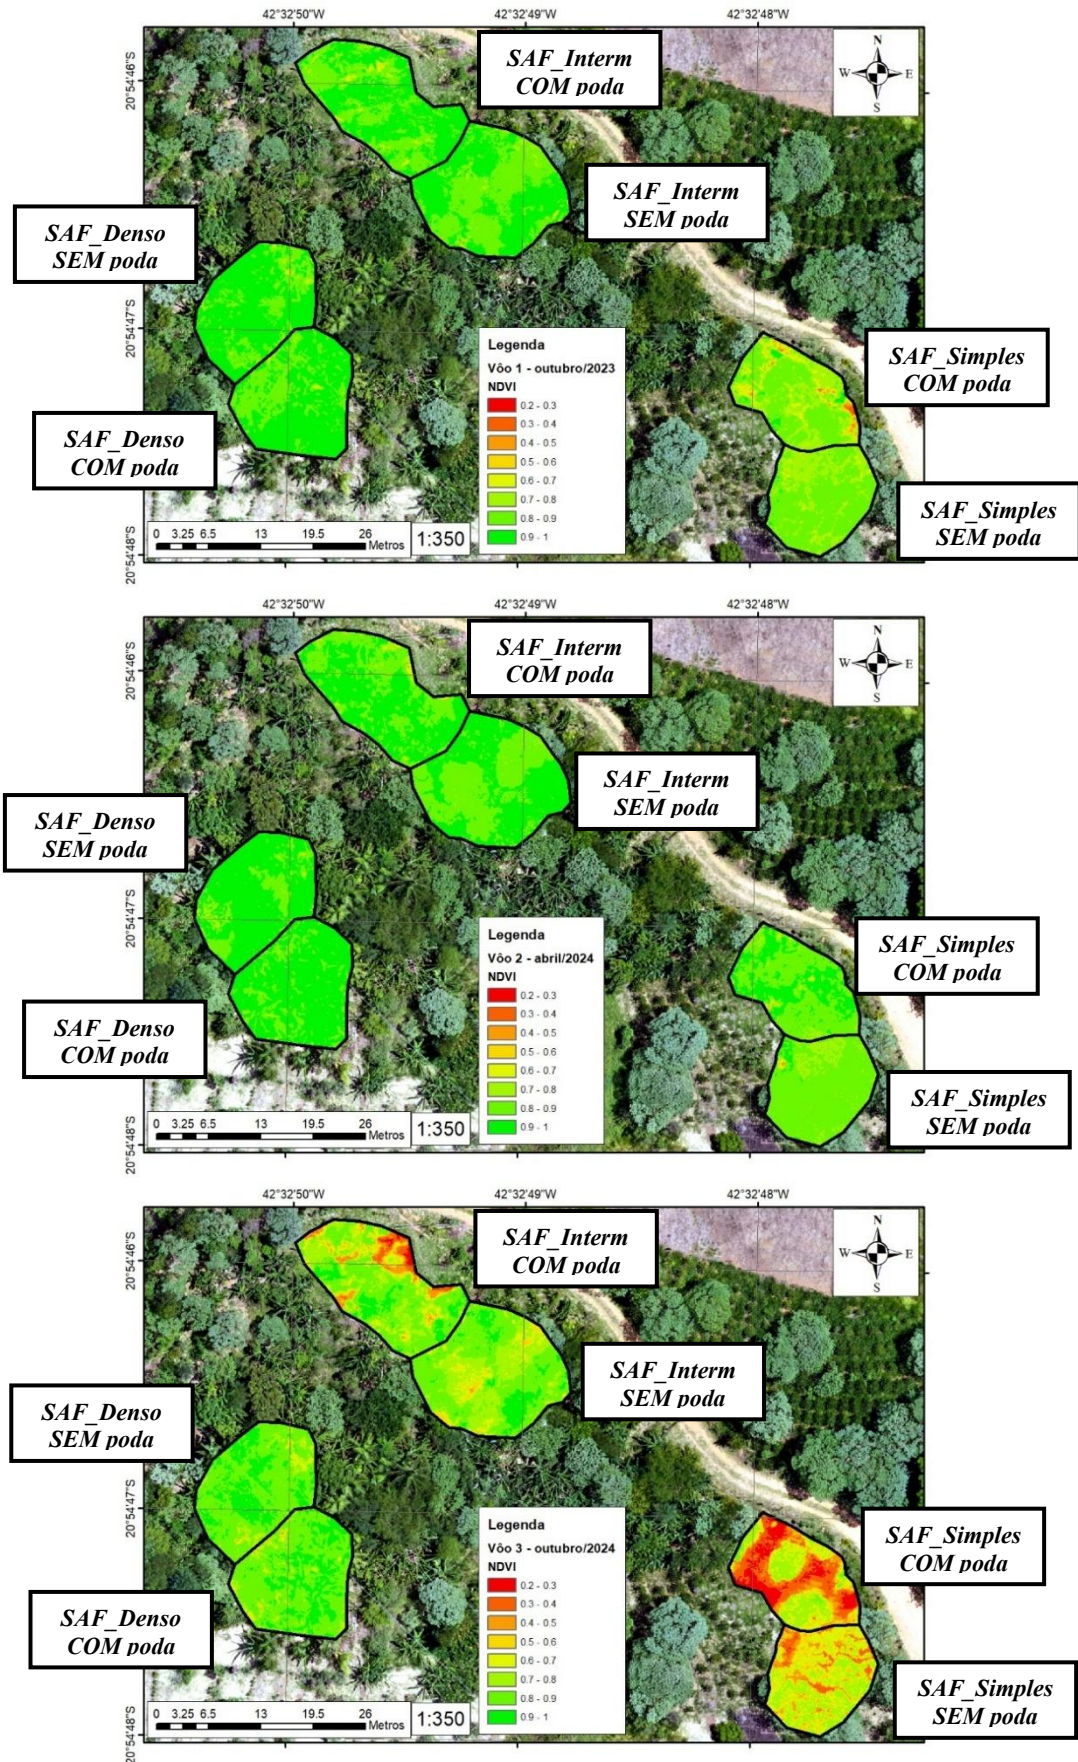 42°32'50"W 42°32'49"W 42°32'48"W
SAF_Interm
COM poda
N
W E
S
20°54'46"S
SAF_Interm
SEM poda
SAF_Denso
SEM poda
20°54'47"S
Legenda
Vôo 1 - outubro/2023
NDVI
0.2 - 0.3
0.3 - 0.4
0.4 - 0.5
0.5 - 0.6
0.6 - 0.7
0.7 - 0.8
0.8 - 0.9
0.9 - 1
SAF_Simples
COM poda
SAF_Denso
COM poda
SAF_Simples
SEM poda
0 3.25 6.5 13 19.5 26
Metros
1:350
20°54'48"S
42°32'50"W 42°32'49"W 42°32'48"W
SAF_Interm
COM poda
N
W E
S
20°54'46"S
SAF_Interm
SEM poda
SAF_Denso
SEM poda
20°54'47"S
Legenda
Vôo 2 - abril/2024
NDVI
0.2 - 0.3
0.3 - 0.4
0.4 - 0.5
0.5 - 0.6
0.6 - 0.7
0.7 - 0.8
0.8 - 0.9
0.9 - 1
SAF_Simples
COM poda
SAF_Denso
COM poda
SAF_Simples
SEM poda
0 3.25 6.5 13 19.5 26
Metros
1:350
20°54'48"S
42°32'50"W 42°32'49"W 42°32'48"W
SAF_Interm
COM poda
N
W E
S
20°54'46"S
SAF_Interm
SEM poda
SAF_Denso
SEM poda
20°54'47"S
Legenda
Vôo 3 - outubro/2024
NDVI
0.2 - 0.3
0.3 - 0.4
0.4 - 0.5
0.5 - 0.6
0.6 - 0.7
0.7 - 0.8
0.8 - 0.9
0.9 - 1
SAF_Simples
COM poda
SAF_Denso
COM poda
SAF_Simples
SEM poda
0 3.25 6.5 13 19.5 26
Metros
1:350
20°54'48"S